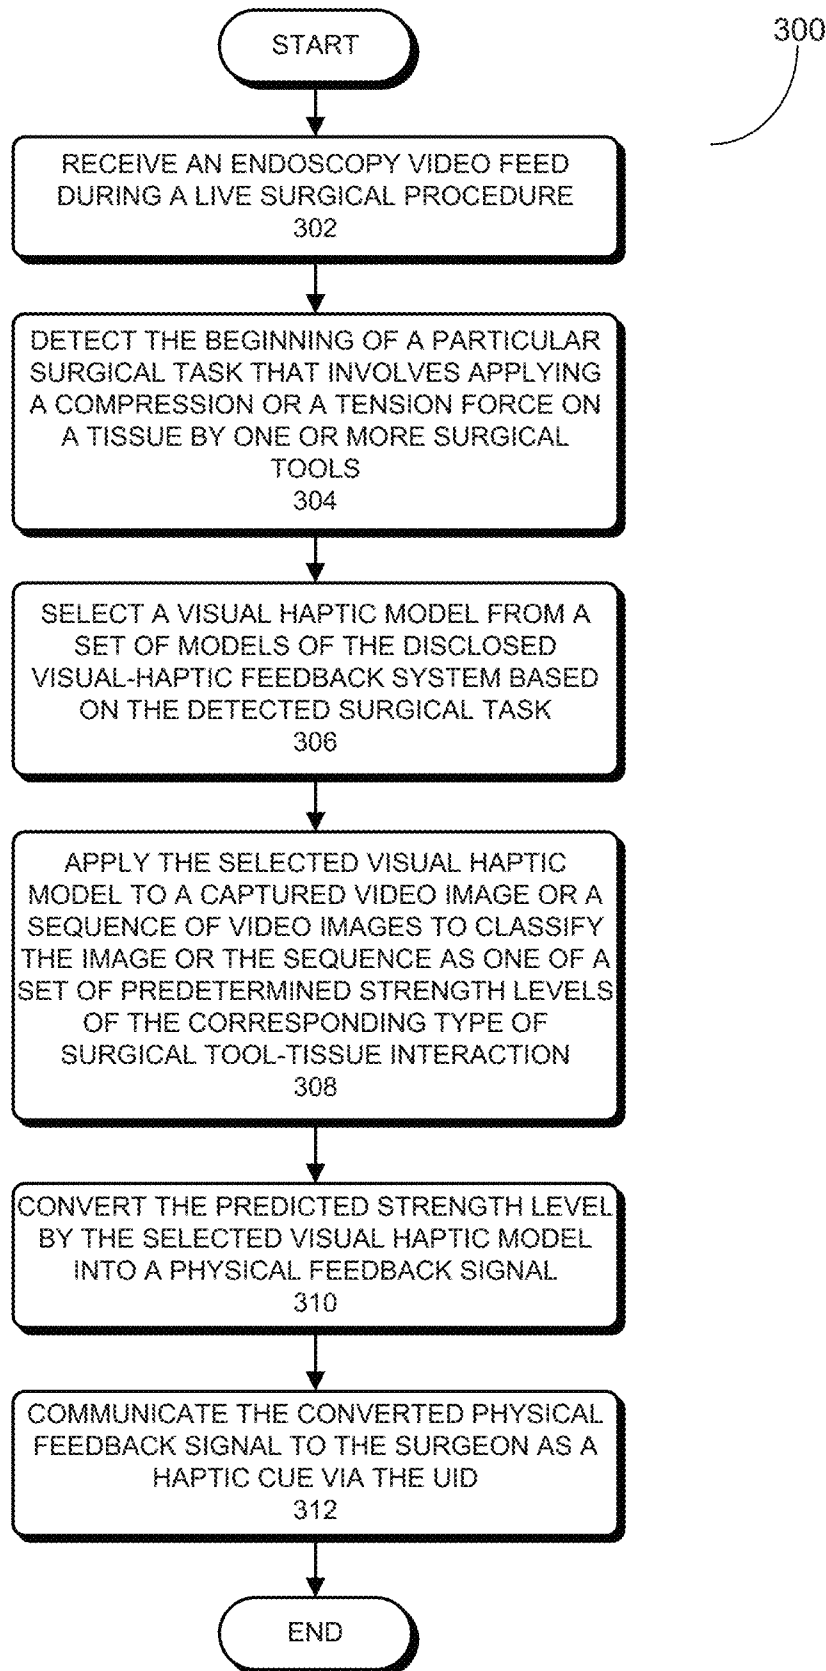 START
300
RECEIVE AN ENDOSCOPY VIDEO FEED
DURING A LIVE SURGICAL PROCEDURE
302
DETECT THE BEGINNING OF A PARTICULAR
SURGICAL TASK THAT INVOLVES APPLYING
A COMPRESSION OR A TENSION FORCE ON
A TISSUE BY ONE OR MORE SURGICAL
TOOLS
304
SELECT A VISUAL HAPTIC MODEL FROM A
SET OF MODELS OF THE DISCLOSED
VISUAL-HAPTIC FEEDBACK SYSTEM BASED
ON THE DETECTED SURGICAL TASK
306
APPLY THE SELECTED VISUAL HAPTIC
MODEL TO A CAPTURED VIDEO IMAGE OR A
SEQUENCE OF VIDEO IMAGES TO CLASSIFY
THE IMAGE OR THE SEQUENCE AS ONE OF A
SET OF PREDETERMINED STRENGTH LEVELS
OF THE CORRESPONDING TYPE OF
SURGICAL TOOL-TISSUE INTERACTION
308
CONVERT THE PREDICTED STRENGTH LEVEL
BY THE SELECTED VISUAL HAPTIC MODEL
INTO A PHYSICAL FEEDBACK SIGNAL
310
COMMUNICATE THE CONVERTED PHYSICAL
FEEDBACK SIGNAL TO THE SURGEON AS A
HAPTIC CUE VIA THE UID
312
END